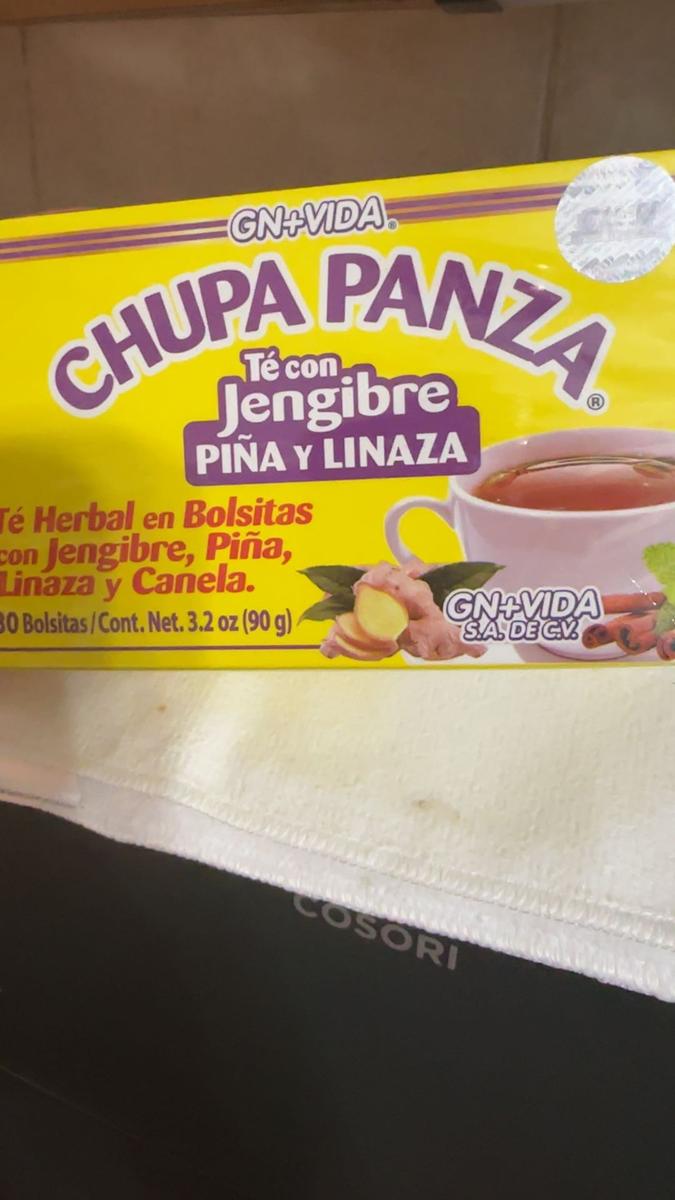 GN+VIDA®
CHUPA PANZA®
Té con
Jengibre
PIÑA Y LINAZA
Té Herbal en Bolsitas
con Jengibre, Piña,
Linaza y Canela.
30 Bolsitas/Cont. Net. 3.2 oz (90 g)
GN+VIDA
S.A. DE C.V.
COSORI